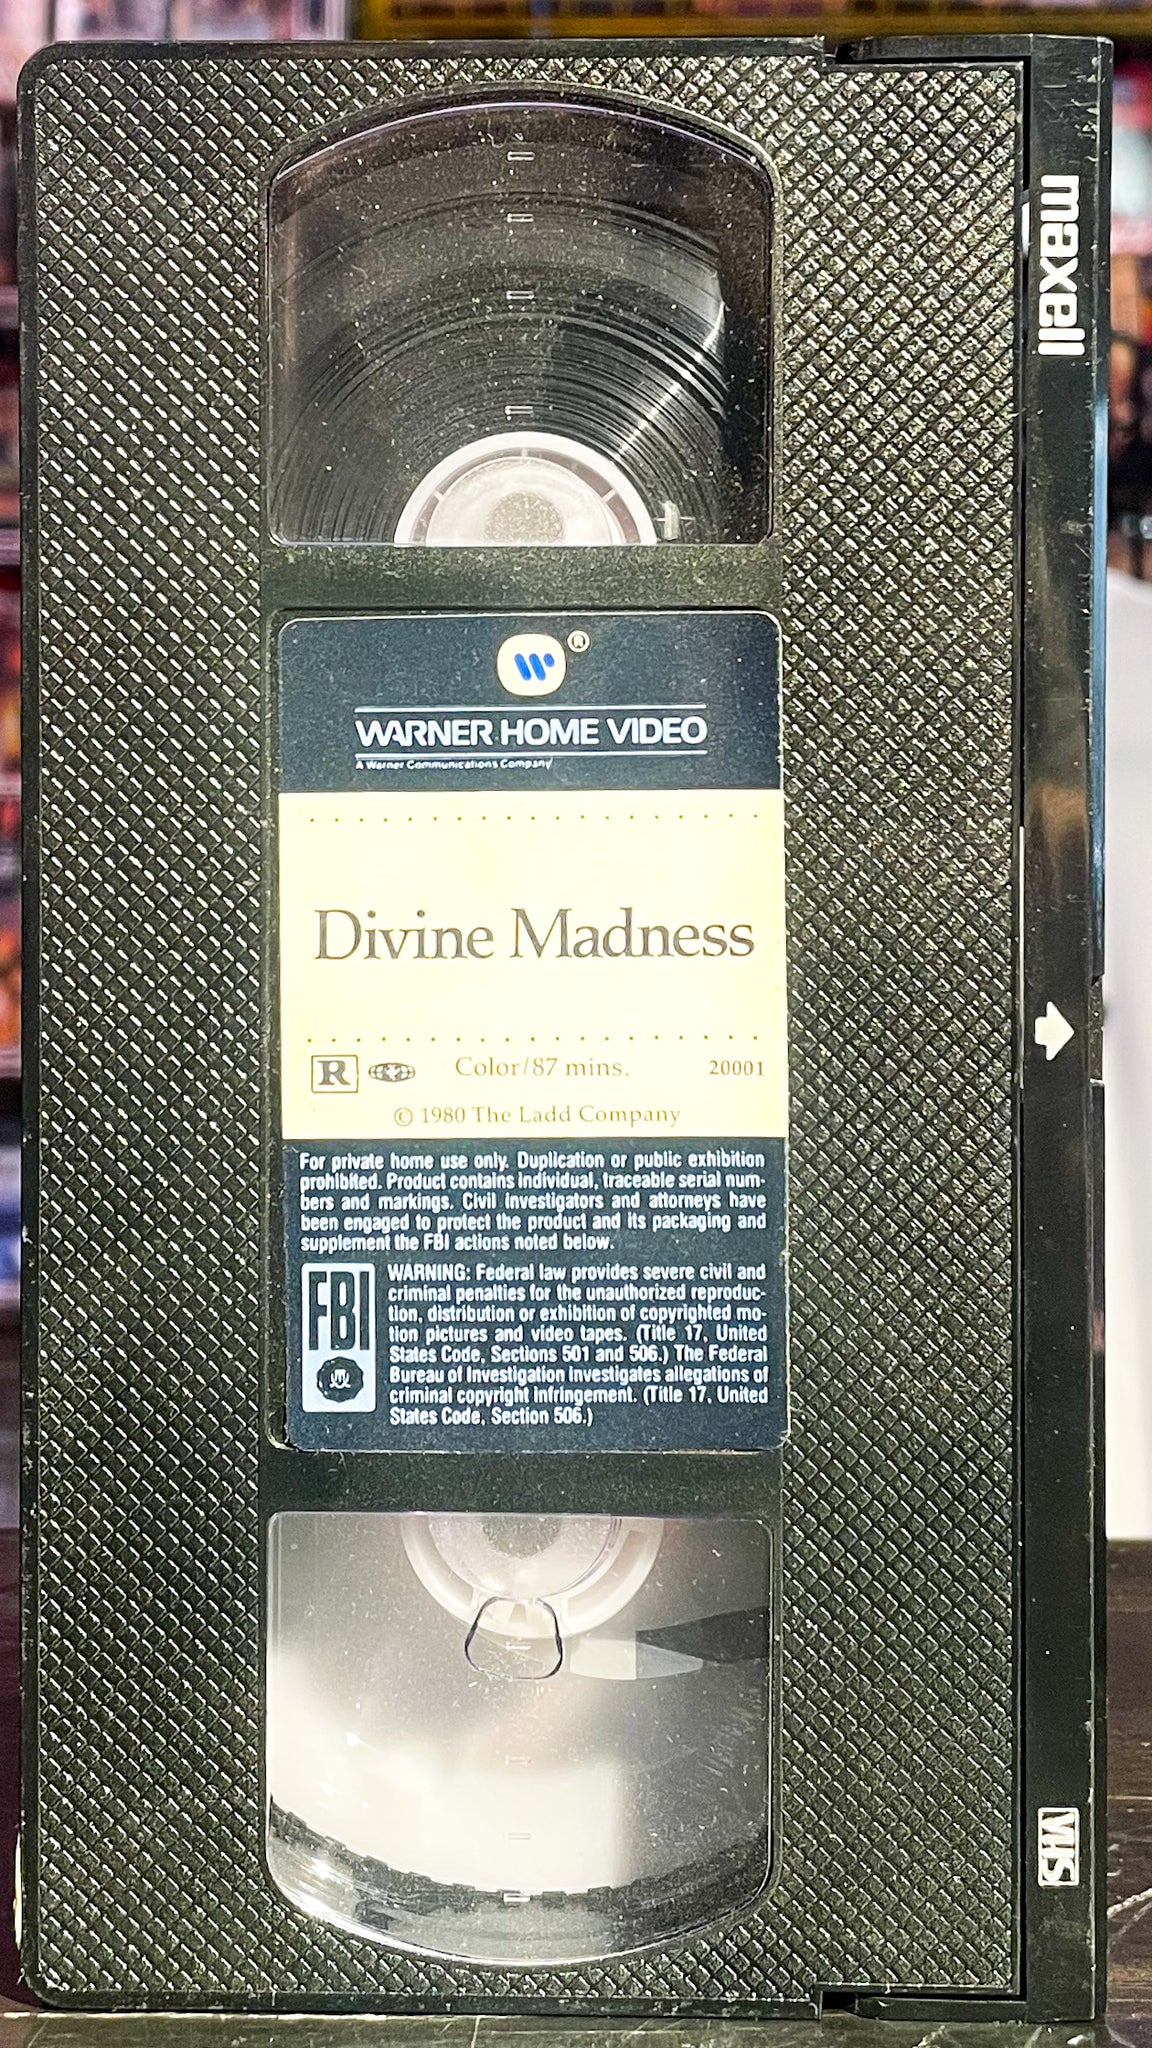 maxell
W ®
WARNER HOME VIDEO
A Warner Communications Company
Divine Madness
R Color/87 mins. 20001
© 1980 The Ladd Company
For private home use only. Duplication or public exhibition
prohibited. Product contains individual, traceable serial num-
bers and markings. Civil investigators and attorneys have
been engaged to protect the product and its packaging and
supplement the FBI actions noted below.
FBI
WARNING: Federal law provides severe civil and
criminal penalties for the unauthorized reproduc-
tion, distribution or exhibition of copyrighted mo-
tion pictures and video tapes. (Title 17, United
States Code, Sections 501 and 506.) The Federal
Bureau of Investigation investigates allegations of
criminal copyright infringement. (Title 17, United
States Code, Section 506.)
VHS